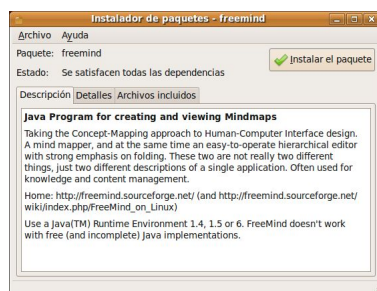 Instalador de paquetes - freemind
Archivo Ayuda
Paquete: freemind
Instalar el paquete
Estado: Se satisfacen todas las dependencias
Descripción Detalles Archivos incluidos
Java Program for creating and viewing Mindmaps
Taking the Concept-Mapping approach to Human-Computer Interface design.
A mind mapper, and at the same time an easy-to-operate hierarchical editor
with strong emphasis on folding. These two are not really two different
things, just two different descriptions of a single application. Often used for
knowledge and content management.
Home: http://freemind.sourceforge.net/ (and http://freemind.sourceforge.net/
wiki/index.php/FreeMind_on_Linux)
Use a Java(TM) Runtime Environment 1.4, 1.5 or 6. FreeMind doesn't work
with free (and incomplete) Java implementations.